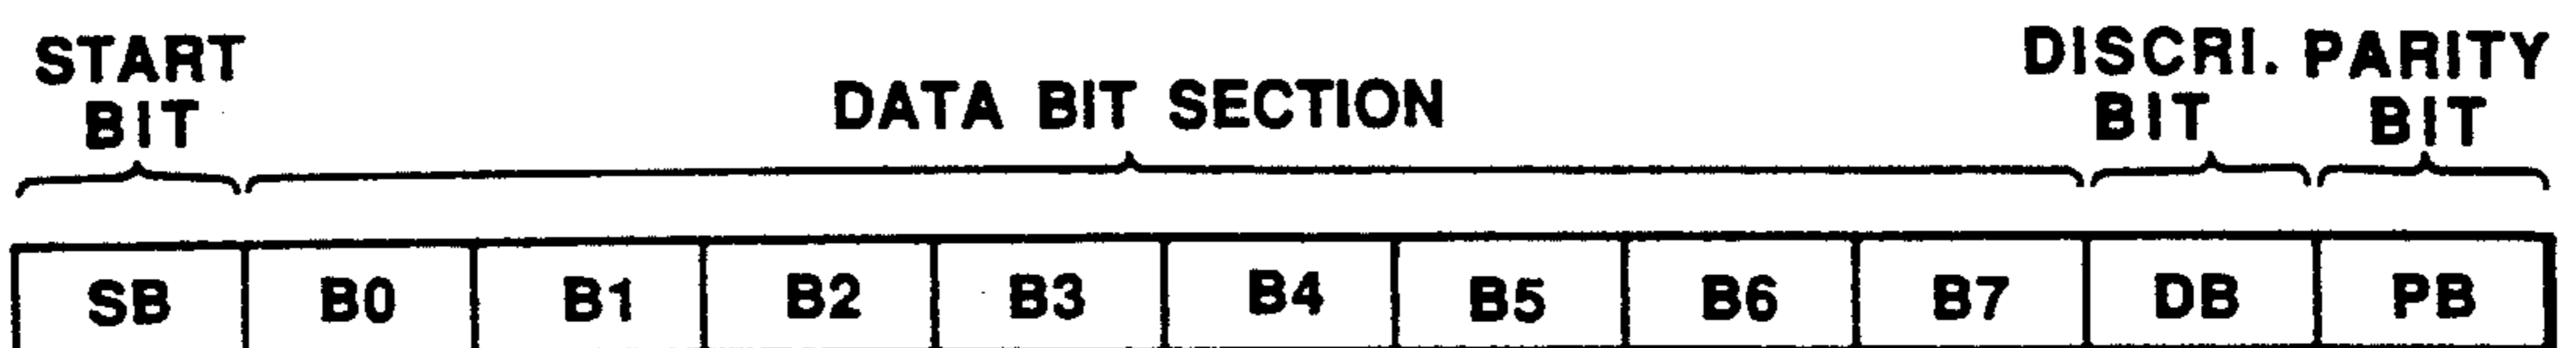 START
BIT
DATA BIT SECTION
DISCRI.
BIT
PARITY
BIT
SB B0 B1 B2 B3 B4 B5 B6 B7 DB PB